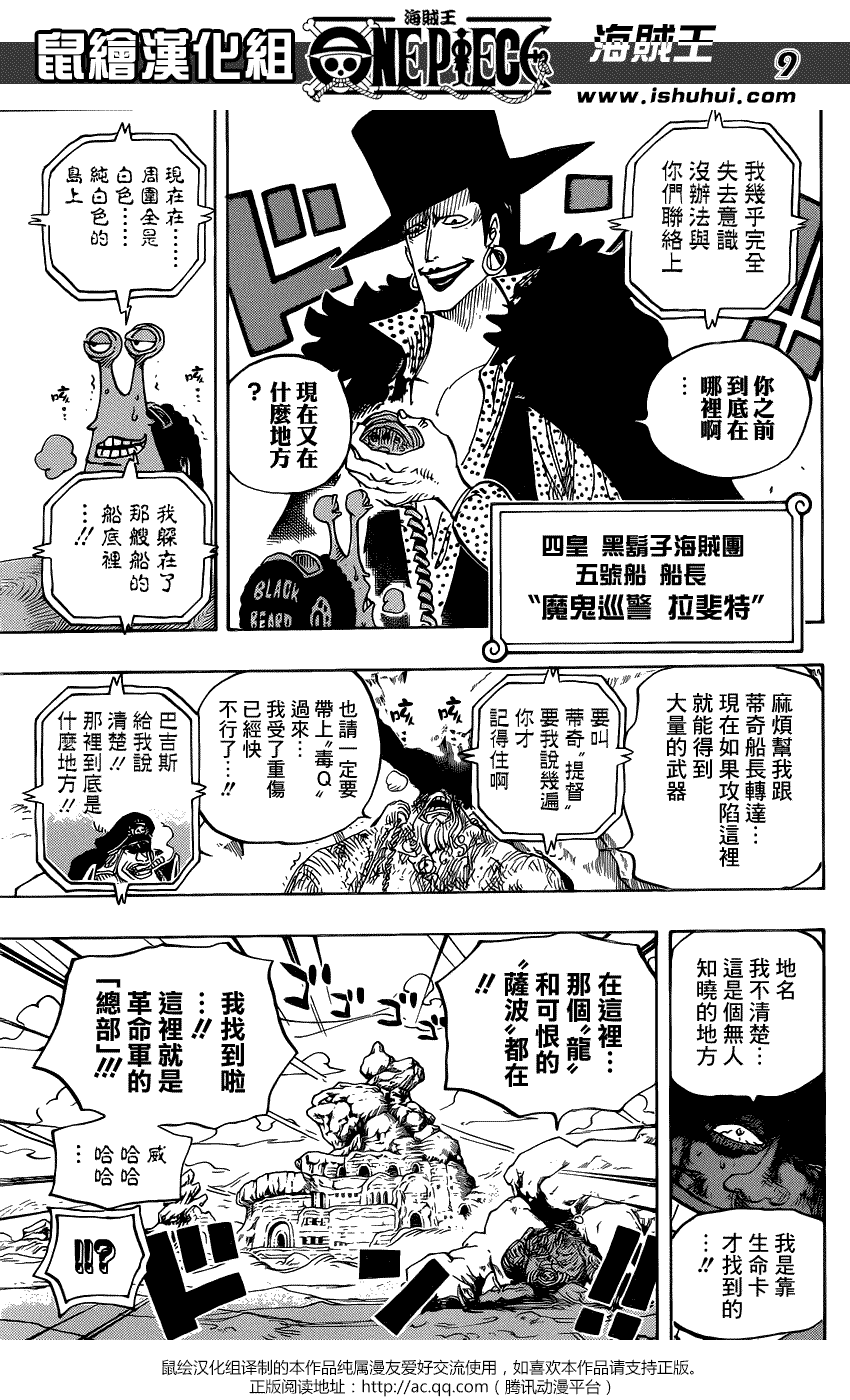 鼠繪漢化組
海賊王
ONE PIECE
海賊王
www.ishuhui.com
9
我幾乎完全
失去意識
沒辦法與
你們聯絡上
你之前
到底在
哪裡啊
…
現在又在
什麼地方
?
BLACK
BEARD
四皇 黑鬍子海賊團
五號船 船長
“魔鬼巡警 拉斐特”
現在在……
周圍全是
白色……
純白色的
島上
咳…
咳…
我躲在了
那艘船的
船底裡
…!!
麻煩幫我跟
蒂奇船長轉達…
現在如果攻陷這裡
就能得到
大量的武器
要叫
“蒂奇”提督
要我說幾遍
你才
記得住啊
咳…
咳…
也請一定要
帶上“毒Q”
過來…
我受了重傷
已經快
不行了…!!
巴吉斯
給我說
清楚!!
那裡到底是
什麼地方!!
地名
我不清楚…
這是個無人
知曉的地方
我是靠
生命卡
才找到的
…!!
在這裡…
那個“龍”
和可恨的
“薩波”都在
!!
ゴゴゴゴ
我找到啦
…!!
這裡就是
革命軍的
「總部」!!!
威
哈哈
哈哈
…
!!?
ドン
鼠绘汉化组译制的本作品纯属漫友爱好交流使用，如喜欢本作品请支持正版。
正版阅读地址：http://ac.qq.com（腾讯动漫平台）